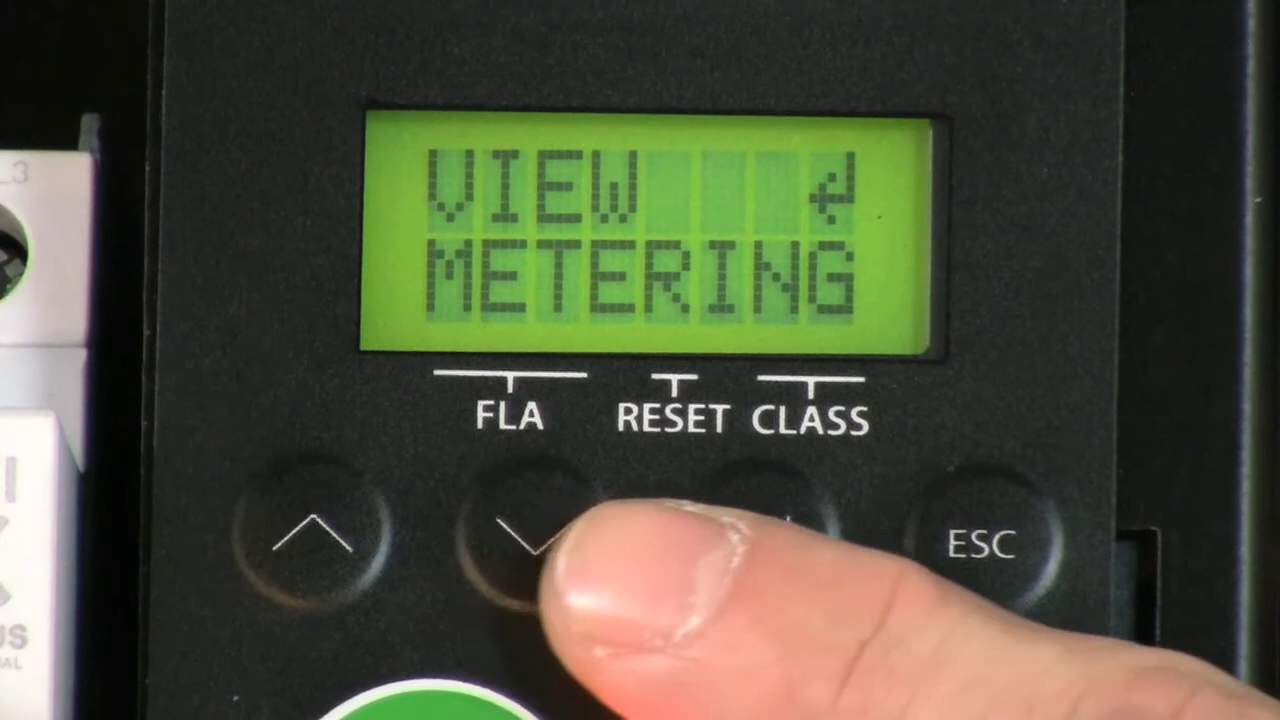 VIEW ↲
METERING
FLA RESET CLASS
ESC